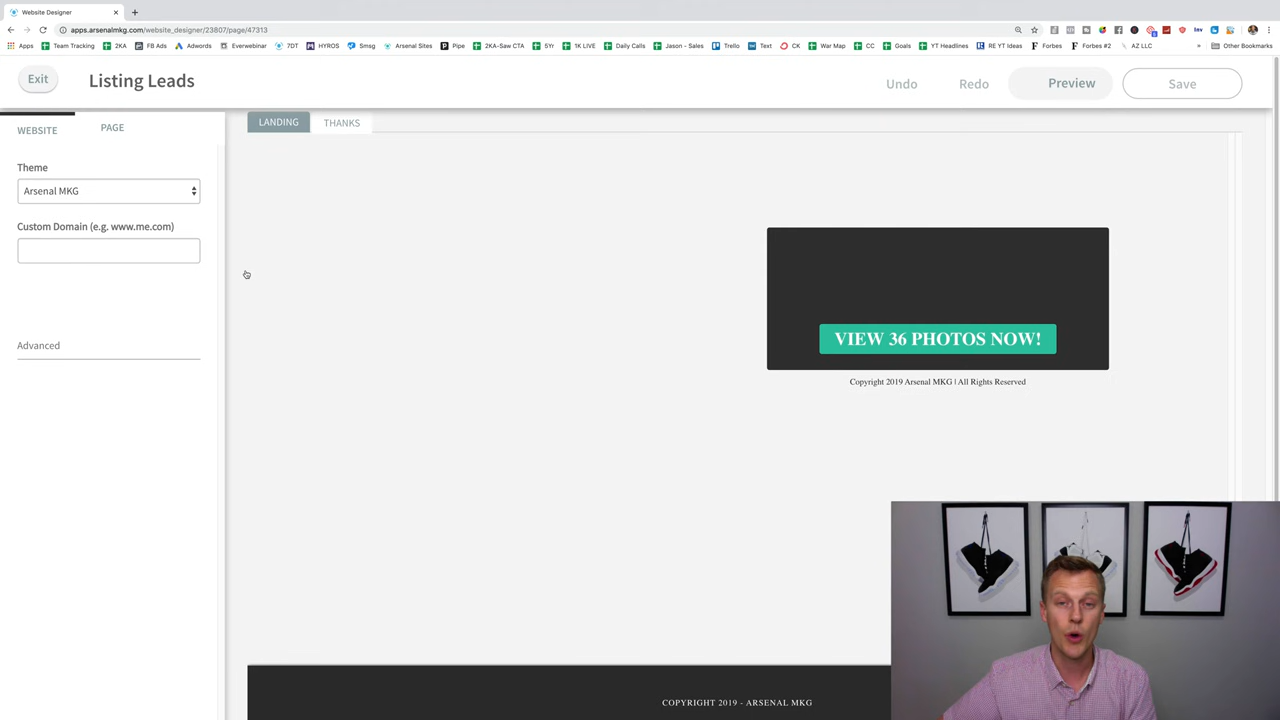 Website Designer
apps.arsenalmkg.com/website_designer/23807/page/47313
Apps Team Tracking 2KA FB Ads Adwords Everwebinar 7DT HYROS Smsg Arsenal Sites Pipe 2KA-Saw CTA 5Y 1K LIVE Daily Calls Jason - Sales Trello Text CK War Map CC Goals YT Headlines RE YT Ideas Forbes Forbes #2 AZ LLC Other Bookmarks
Exit
Listing Leads
Undo
Redo
Preview
Save
WEBSITE
PAGE
LANDING
THANKS
Theme
Arsenal MKG
Custom Domain (e.g. www.me.com)
Advanced
VIEW 36 PHOTOS NOW!
Copyright 2019 Arsenal MKG | All Rights Reserved
COPYRIGHT 2019 - ARSENAL MKG